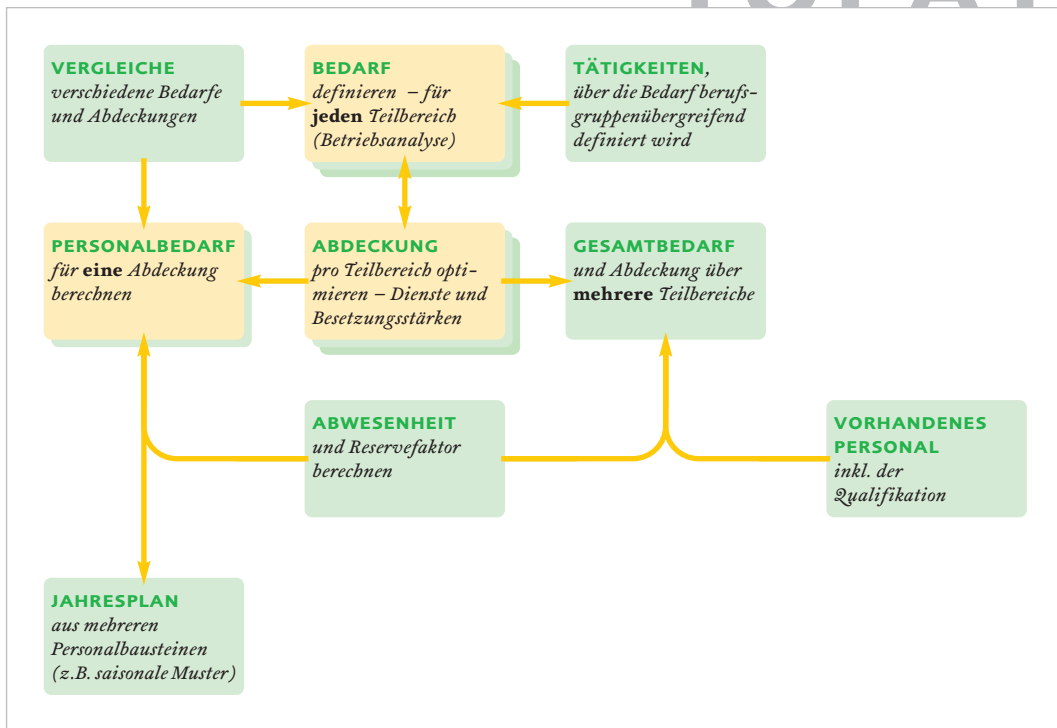 VERGLEICHE
verschiedene Bedarfe
und Abdeckungen
BEDARF
definieren – für
jeden Teilbereich
(Betriebsanalyse)
TÄTIGKEITEN,
über die Bedarf berufs-
gruppenübergreifend
definiert wird
PERSONALBEDARF
für eine Abdeckung
berechnen
ABDECKUNG
pro Teilbereich opti-
mieren – Dienste und
Besetzungsstärken
GESAMTBEDARF
und Abdeckung über
mehrere Teilbereiche
ABWESENHEIT
und Reservefaktor
berechnen
VORHANDENES
PERSONAL
inkl. der
Qualifikation
JAHRESPLAN
aus mehreren
Personalbausteinen
(z.B. saisonale Muster)